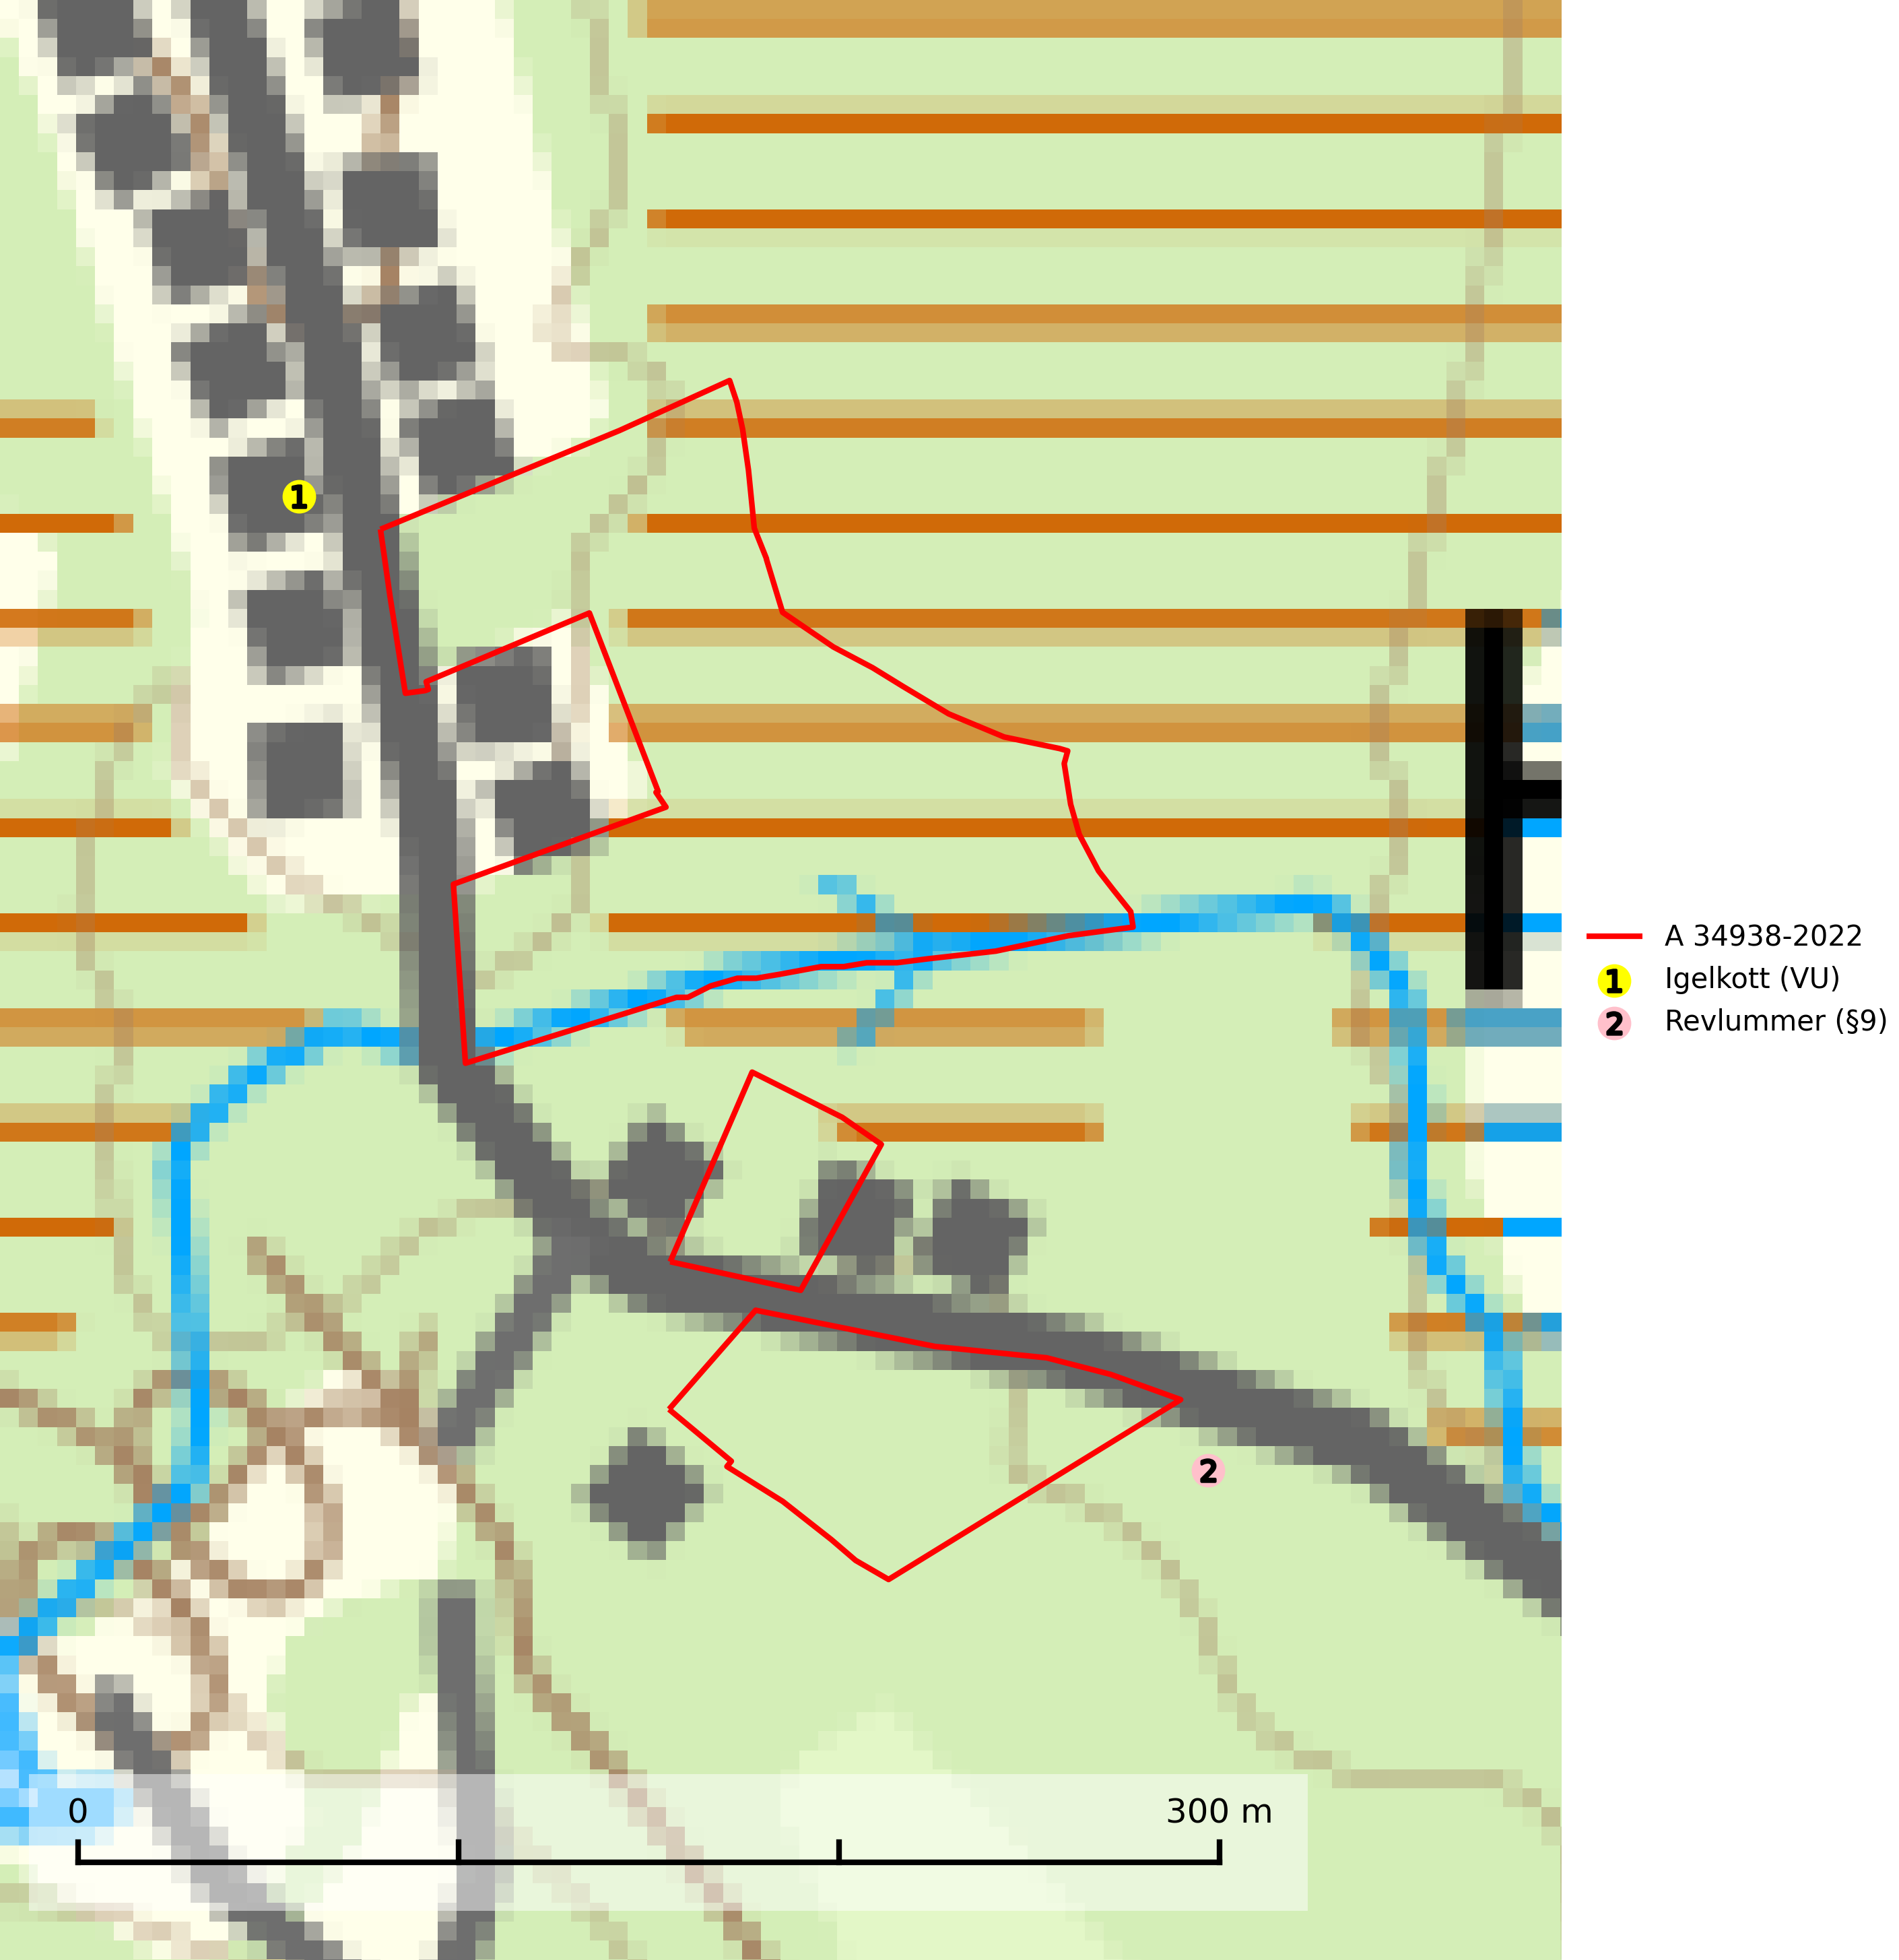 1
A 34938-2022
1 Igelkott (VU)
2 Revlummer (§9)
2
0 300 m